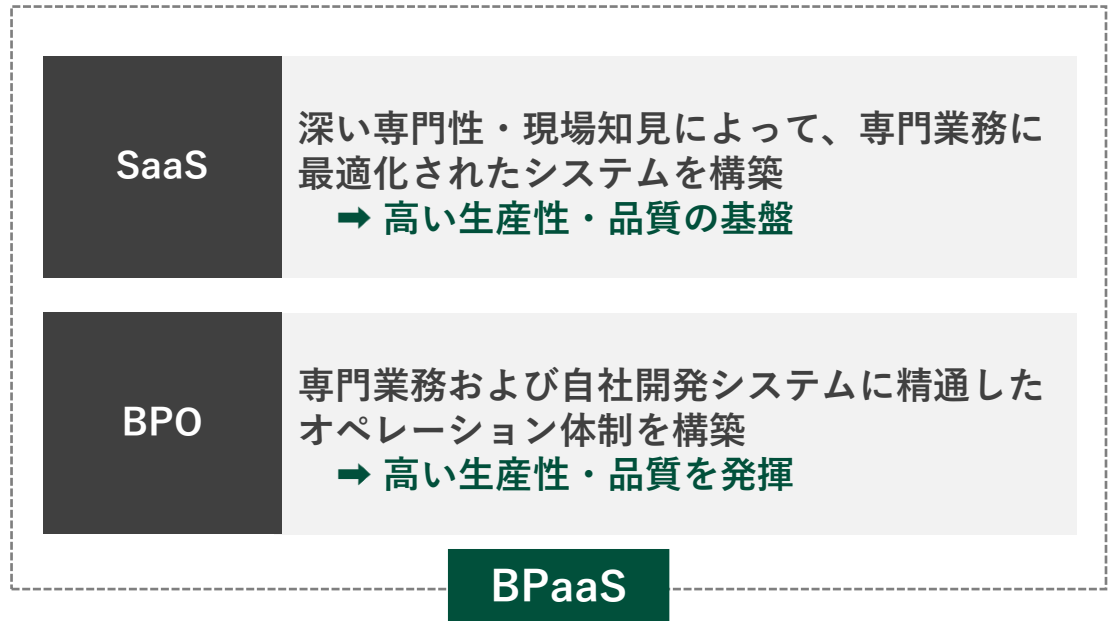 SaaS
深い専門性・現場知見によって、専門業務に
最適化されたシステムを構築
➡ 高い生産性・品質の基盤
BPO
専門業務および自社開発システムに精通した
オペレーション体制を構築
➡ 高い生産性・品質を発揮
BPaaS